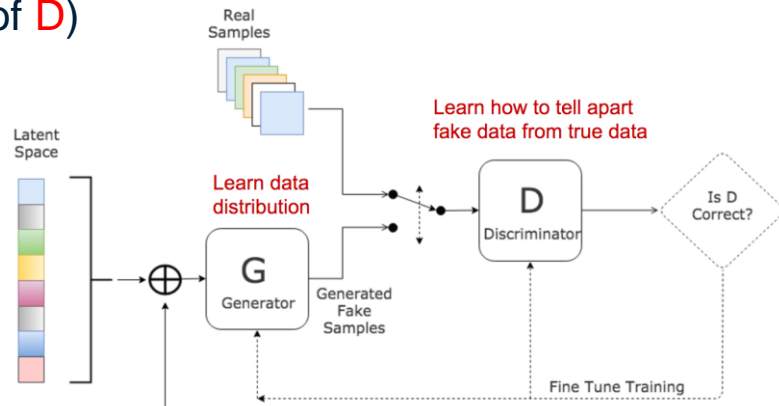 of D)
Real
Samples
Learn how to tell apart
fake data from true data
Latent
Space
Learn data
distribution
Is D
Correct?
D
Discriminator
G
Generator
Generated
Fake
Samples
Fine Tune Training